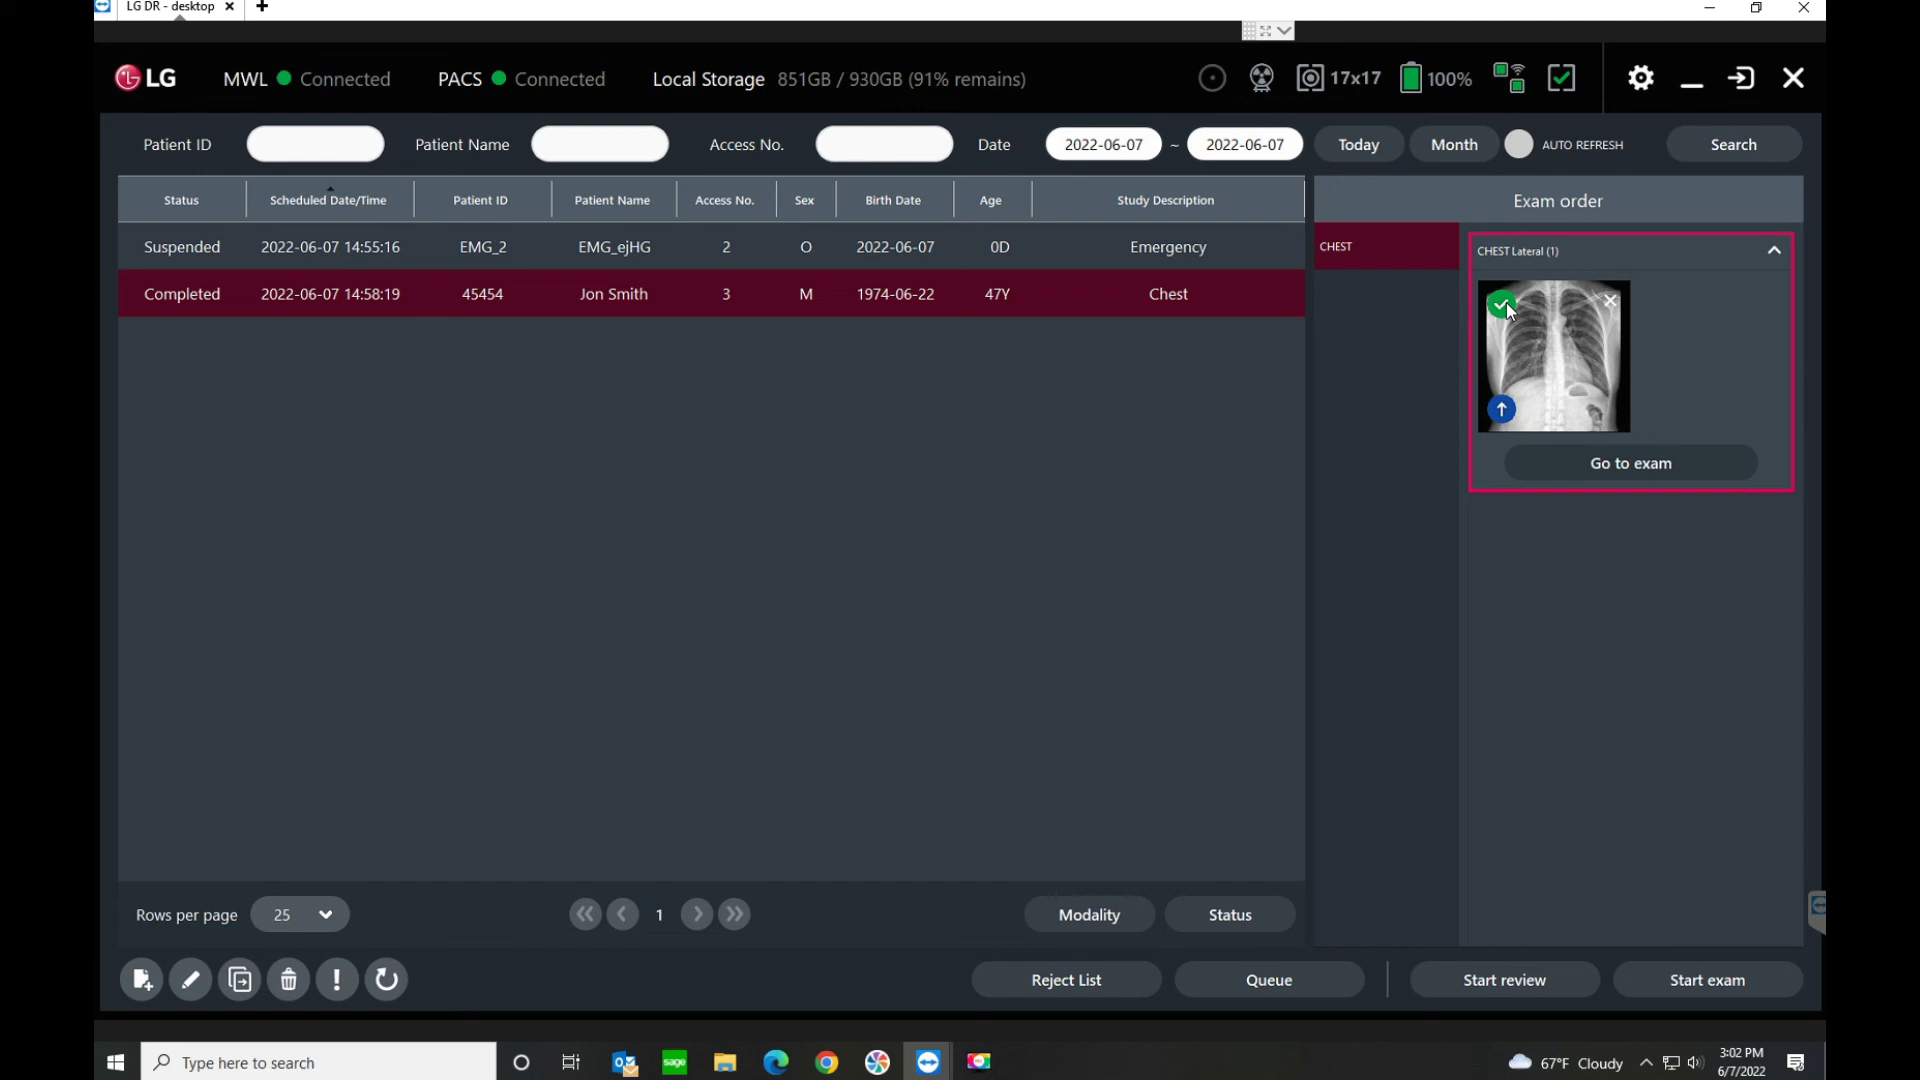 LG DR - desktop × +
LG MWL Connected PACS Connected Local Storage 851GB / 930GB (91% remains) 17x17 100%
Patient ID Patient Name Access No. Date 2022-06-07 ~ 2022-06-07 Today Month AUTO REFRESH Search
Status Scheduled Date/Time Patient ID Patient Name Access No. Sex Birth Date Age Study Description Exam order
Suspended 2022-06-07 14:55:16 EMG_2 EMG_ejHG 2 O 2022-06-07 0D Emergency
CHEST CHEST Lateral (1)
Completed 2022-06-07 14:58:19 45454 Jon Smith 3 M 1974-06-22 47Y Chest
Go to exam
Rows per page 25 1 Modality Status
Reject List Queue Start review Start exam
Type here to search sage 67°F Cloudy 3:02 PM
6/7/2022